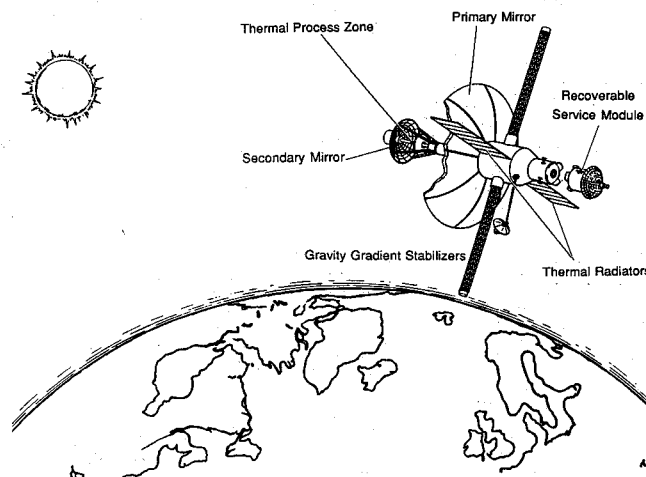 Primary Mirror
Thermal Process Zone
Recoverable
Service Module
Secondary Mirror
Gravity Gradient Stabilizers
Thermal Radiators